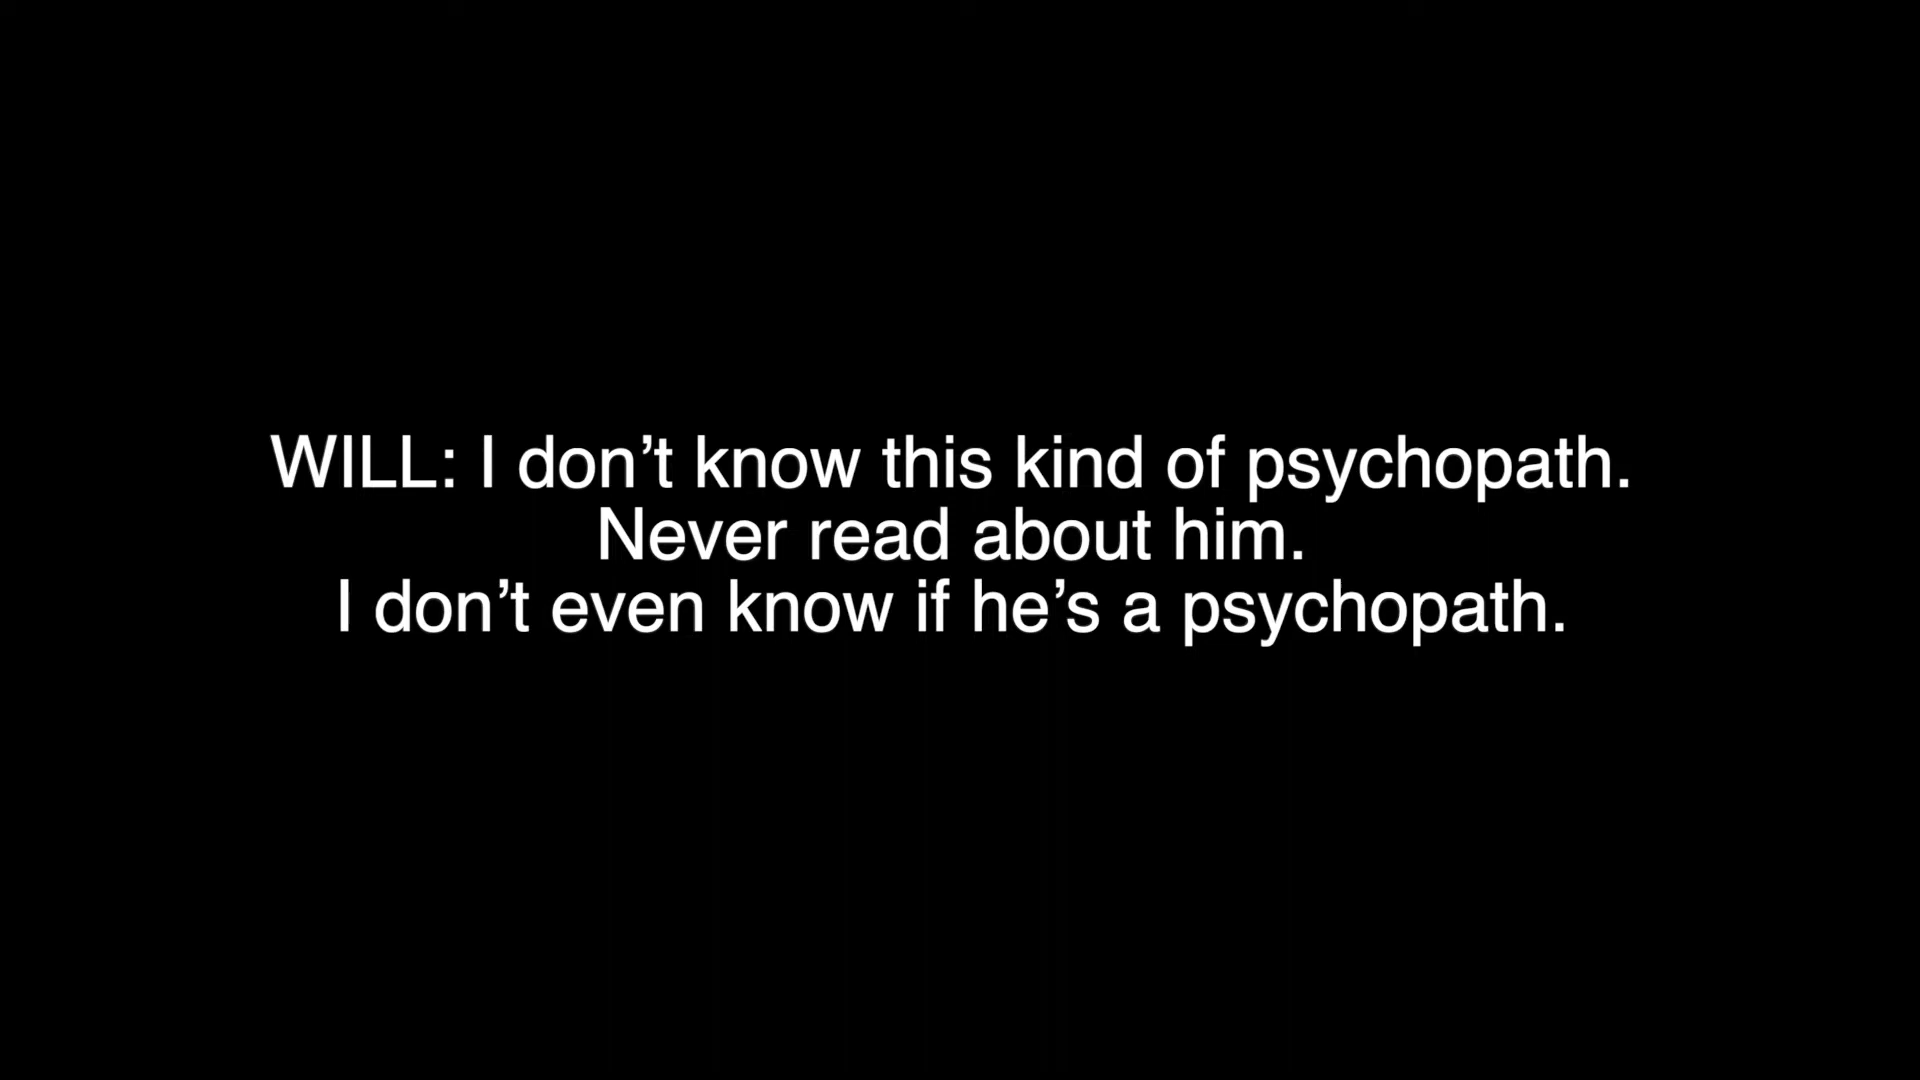 WILL: I don’t know this kind of psychopath.
Never read about him.
I don’t even know if he’s a psychopath.